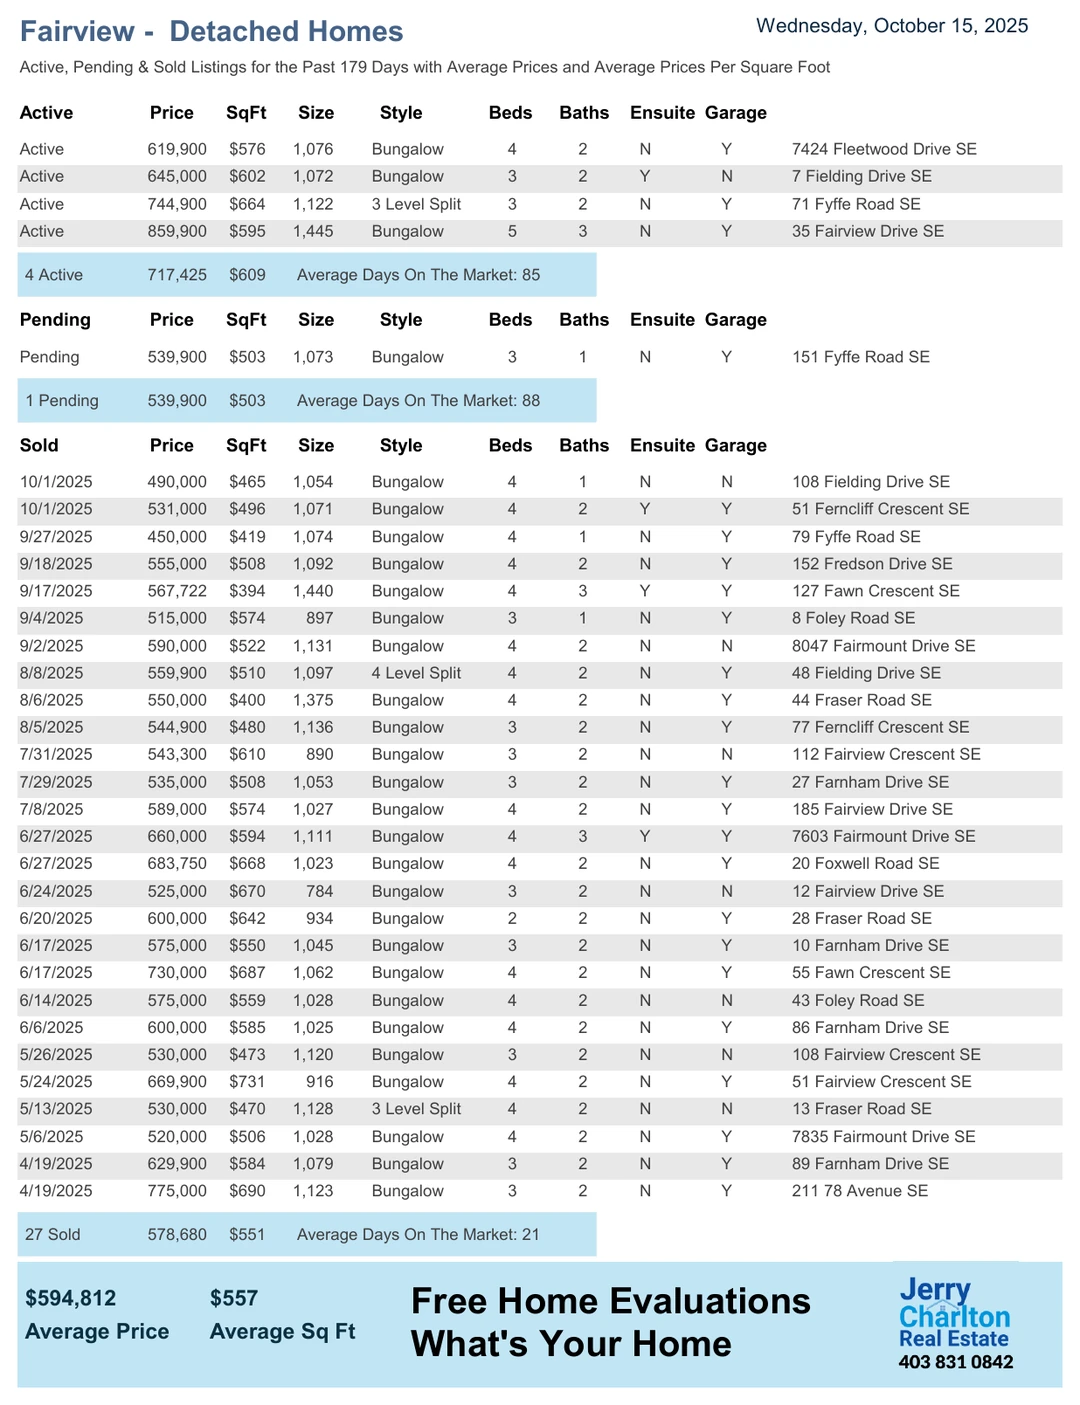 Fairview - Detached Homes
Wednesday, October 15, 2025
Active, Pending & Sold Listings for the Past 179 Days with Average Prices and Average Prices Per Square Foot
Active Price SqFt Size Style Beds Baths Ensuite Garage
Active 619,900 $576 1,076 Bungalow 4 2 N Y 7424 Fleetwood Drive SE
Active 645,000 $602 1,072 Bungalow 3 2 Y N 7 Fielding Drive SE
Active 744,900 $664 1,122 3 Level Split 3 2 N Y 71 Fyffe Road SE
Active 859,900 $595 1,445 Bungalow 5 3 N Y 35 Fairview Drive SE
4 Active 717,425 $609 Average Days On The Market: 85
Pending Price SqFt Size Style Beds Baths Ensuite Garage
Pending 539,900 $503 1,073 Bungalow 3 1 N Y 151 Fyffe Road SE
1 Pending 539,900 $503 Average Days On The Market: 88
Sold Price SqFt Size Style Beds Baths Ensuite Garage
10/1/2025 490,000 $465 1,054 Bungalow 4 1 N N 108 Fielding Drive SE
10/1/2025 531,000 $496 1,071 Bungalow 4 2 Y Y 51 Ferncliff Crescent SE
9/27/2025 450,000 $419 1,074 Bungalow 4 1 N Y 79 Fyffe Road SE
9/18/2025 555,000 $508 1,092 Bungalow 4 2 N Y 152 Fredson Drive SE
9/17/2025 567,722 $394 1,440 Bungalow 4 3 Y Y 127 Fawn Crescent SE
9/4/2025 515,000 $574 897 Bungalow 3 1 N Y 8 Foley Road SE
9/2/2025 590,000 $522 1,131 Bungalow 4 2 N N 8047 Fairmount Drive SE
8/8/2025 559,900 $510 1,097 4 Level Split 4 2 N Y 48 Fielding Drive SE
8/6/2025 550,000 $400 1,375 Bungalow 4 2 N Y 44 Fraser Road SE
8/5/2025 544,900 $480 1,136 Bungalow 3 2 N Y 77 Ferncliff Crescent SE
7/31/2025 543,300 $610 890 Bungalow 3 2 N N 112 Fairview Crescent SE
7/29/2025 535,000 $508 1,053 Bungalow 3 2 N Y 27 Farnham Drive SE
7/8/2025 589,000 $574 1,027 Bungalow 4 2 N Y 185 Fairview Drive SE
6/27/2025 660,000 $594 1,111 Bungalow 4 3 Y Y 7603 Fairmount Drive SE
6/27/2025 683,750 $668 1,023 Bungalow 4 2 N Y 20 Foxwell Road SE
6/24/2025 525,000 $670 784 Bungalow 3 2 N N 12 Fairview Drive SE
6/20/2025 600,000 $642 934 Bungalow 2 2 N Y 28 Fraser Road SE
6/17/2025 575,000 $550 1,045 Bungalow 3 2 N Y 10 Farnham Drive SE
6/17/2025 730,000 $687 1,062 Bungalow 4 2 N Y 55 Fawn Crescent SE
6/14/2025 575,000 $559 1,028 Bungalow 4 2 N N 43 Foley Road SE
6/6/2025 600,000 $585 1,025 Bungalow 4 2 N Y 86 Farnham Drive SE
5/26/2025 530,000 $473 1,120 Bungalow 3 2 N N 108 Fairview Crescent SE
5/24/2025 669,900 $731 916 Bungalow 4 2 N Y 51 Fairview Crescent SE
5/13/2025 530,000 $470 1,128 3 Level Split 4 2 N N 13 Fraser Road SE
5/6/2025 520,000 $506 1,028 Bungalow 4 2 N Y 7835 Fairmount Drive SE
4/19/2025 629,900 $584 1,079 Bungalow 3 2 N Y 89 Farnham Drive SE
4/19/2025 775,000 $690 1,123 Bungalow 3 2 N Y 211 78 Avenue SE
27 Sold 578,680 $551 Average Days On The Market: 21
$594,812 $557
Average Price Average Sq Ft
Free Home Evaluations
What's Your Home
Jerry
Charlton
Real Estate
403 831 0842